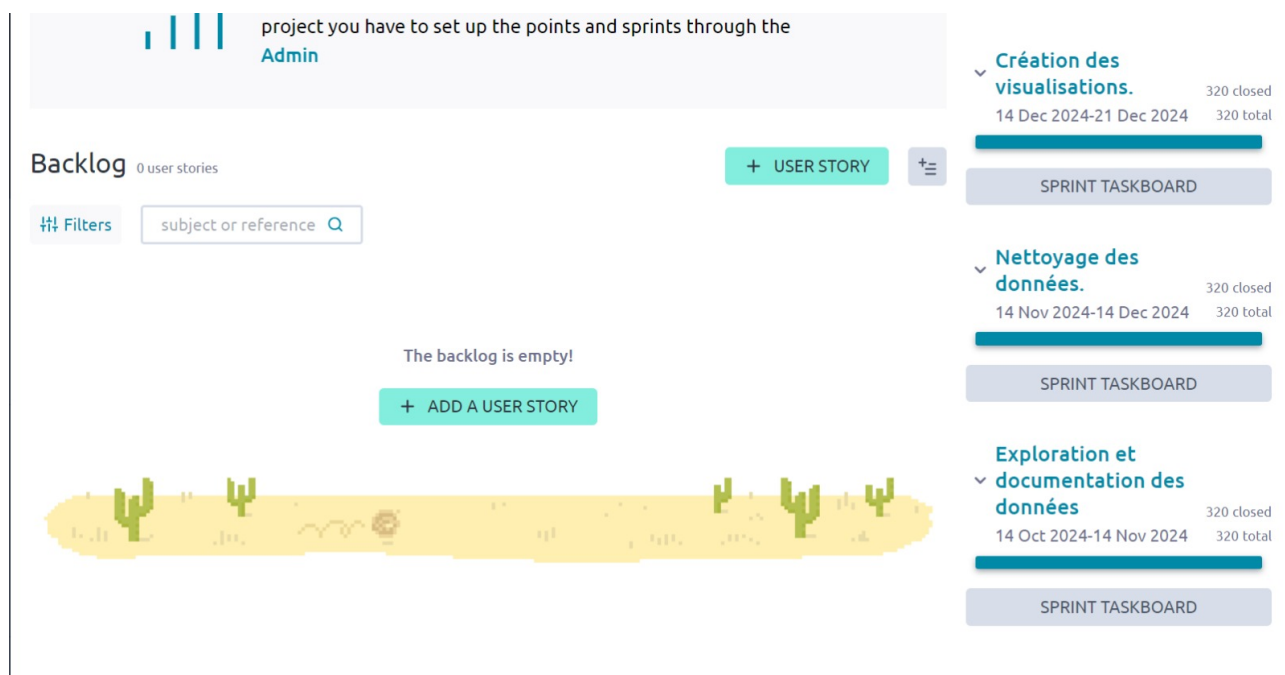 project you have to set up the points and sprints through the
Admin
Backlog 0 user stories
+ USER STORY
Filters
subject or reference
The backlog is empty!
+ ADD A USER STORY
Création des
visualisations.
320 closed
14 Dec 2024-21 Dec 2024
320 total
SPRINT TASKBOARD
Nettoyage des
données.
320 closed
14 Nov 2024-14 Dec 2024
320 total
SPRINT TASKBOARD
Exploration et
documentation des
données
320 closed
14 Oct 2024-14 Nov 2024
320 total
SPRINT TASKBOARD